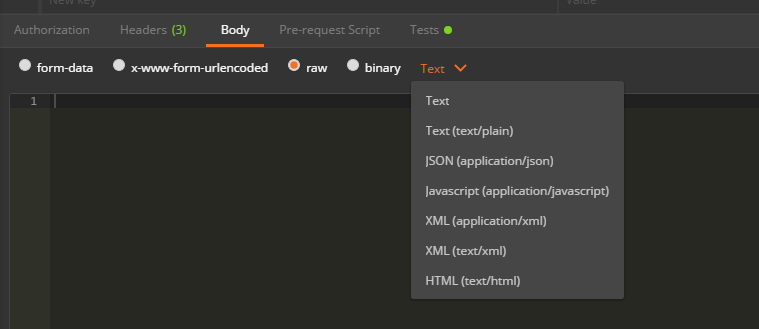 New key Value
Authorization Headers (3) Body Pre-request Script Tests
form-data x-www-form-urlencoded raw binary Text
1
Text
Text (text/plain)
JSON (application/json)
Javascript (application/javascript)
XML (application/xml)
XML (text/xml)
HTML (text/html)